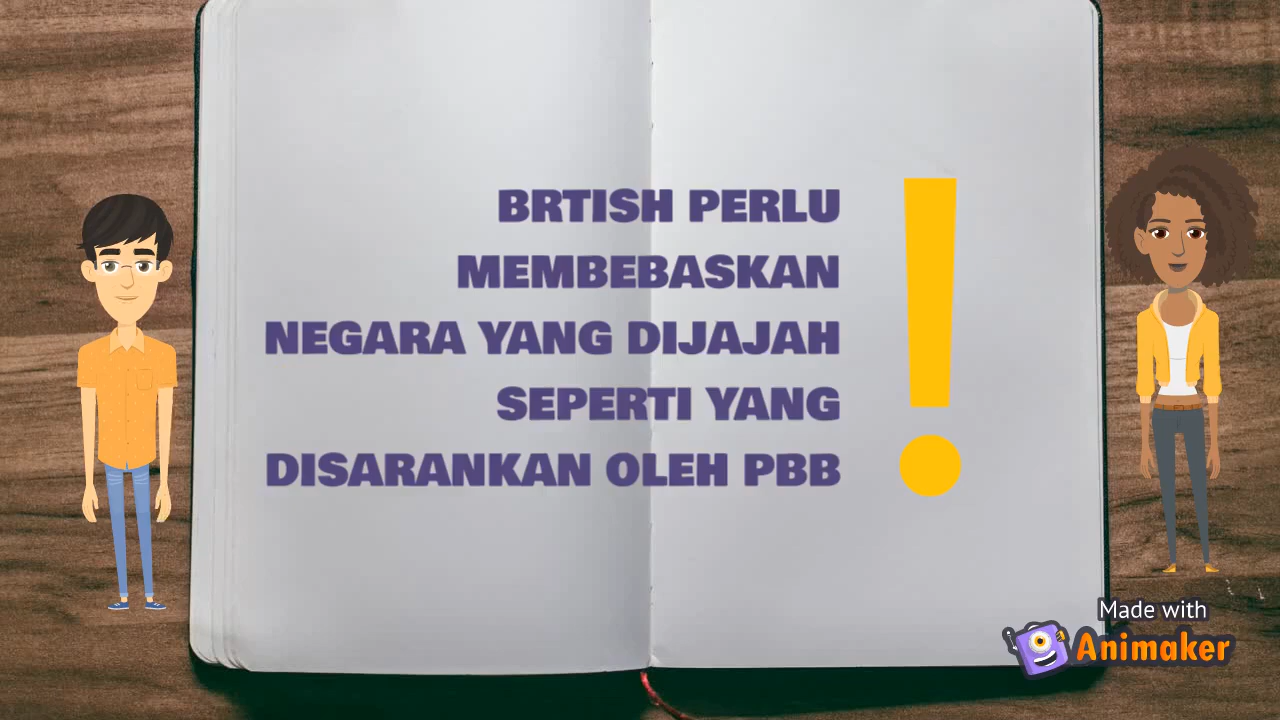 BRTISH PERLU
MEMBEBASKAN
NEGARA YANG DIJAJAH
SEPERTI YANG
DISARANKAN OLEH PBB
!
Made with
Animaker